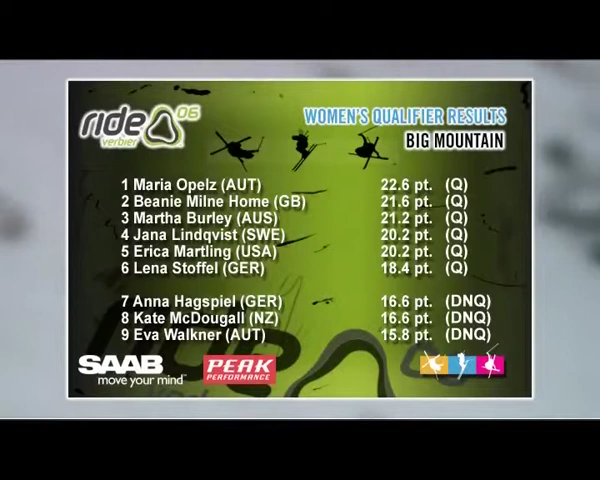 ride 06
verbier
WOMEN'S QUALIFIER RESULTS
BIG MOUNTAIN
1 Maria Opelz (AUT) 22.6 pt. (Q)
2 Beanie Milne Home (GB) 21.6 pt. (Q)
3 Martha Burley (AUS) 21.2 pt. (Q)
4 Jana Lindqvist (SWE) 20.2 pt. (Q)
5 Erica Martling (USA) 20.2 pt. (Q)
6 Lena Stoffel (GER) 18.4 pt. (Q)
7 Anna Hagspiel (GER) 16.6 pt. (DNQ)
8 Kate McDougall (NZ) 16.6 pt. (DNQ)
9 Eva Walkner (AUT) 15.8 pt. (DNQ)
SAAB
move your mind™
PEAK
PERFORMANCE